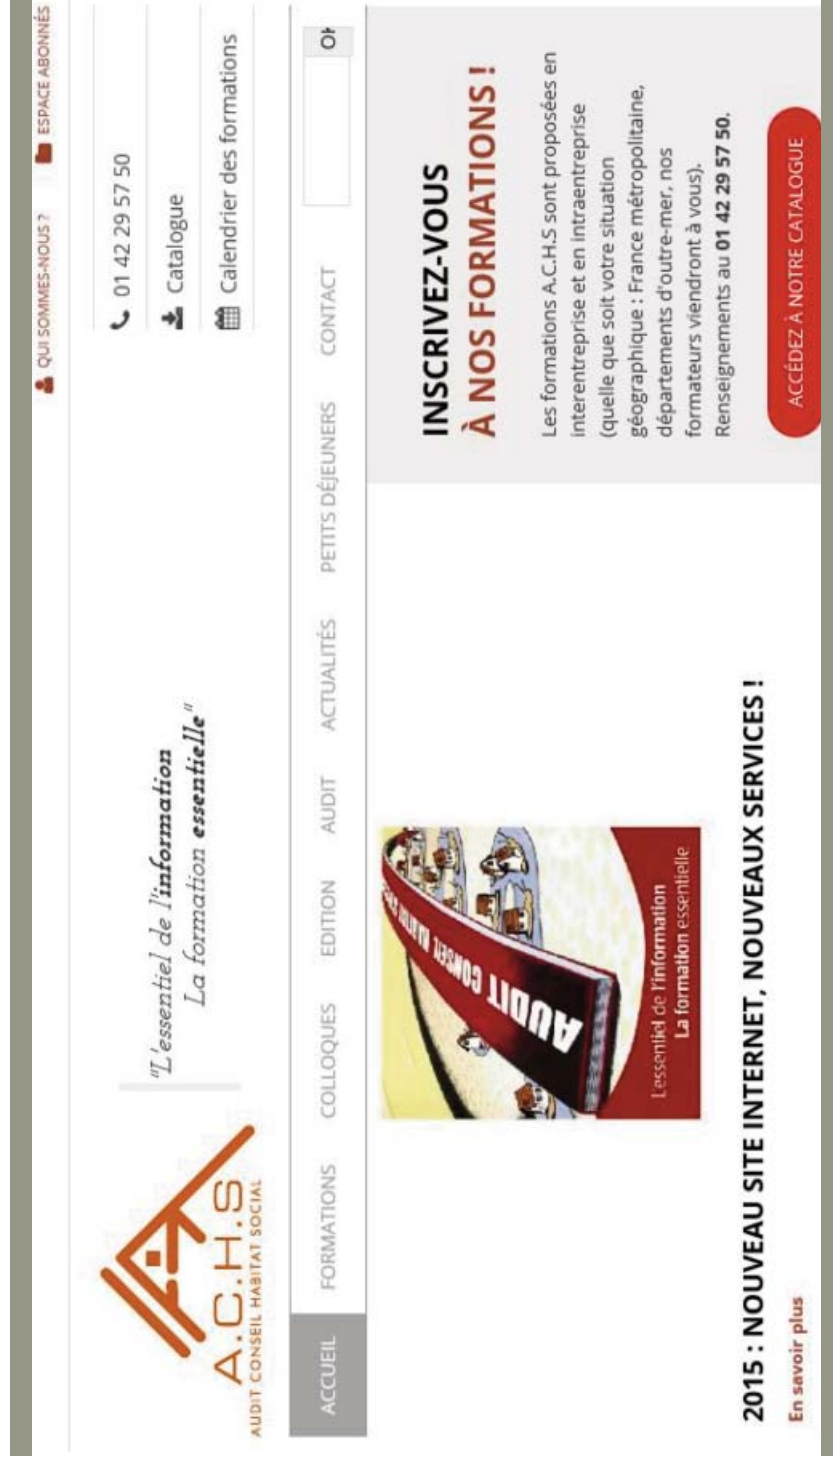 QUI SOMMES-NOUS ?
ESPACE ABONNÉS
A.C.H.S
AUDIT CONSEIL HABITAT SOCIAL
"L'essentiel de l'information
La formation essentielle"
01 42 29 57 50
Catalogue
Calendrier des formations
ACCUEIL FORMATIONS COLLOQUES EDITION AUDIT ACTUALITÉS PETITS DÉJEUNERS CONTACT
AUDIT CONSEIL
L'essentiel de l'information
La formation essentielle
2015 : NOUVEAU SITE INTERNET, NOUVEAUX SERVICES !
En savoir plus
INSCRIVEZ-VOUS
À NOS FORMATIONS !
Les formations A.C.H.S sont proposées en
interentreprise et en intraentreprise
(quelle que soit votre situation
géographique : France métropolitaine,
départements d'outre-mer, nos
formateurs viendront à vous).
Renseignements au 01 42 29 57 50.
ACCÉDEZ À NOTRE CATALOGUE